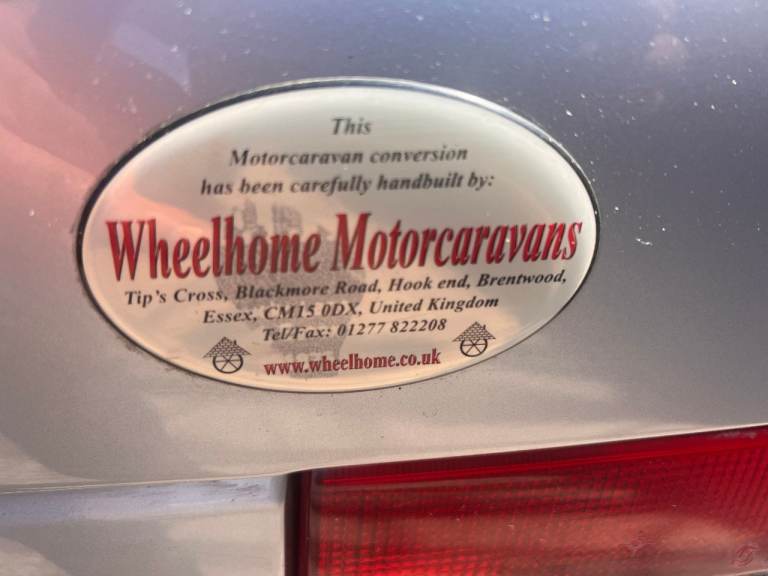 This
Motorcaravan conversion
has been carefully handbuilt by:
Wheelhome Motorcaravans
Tip's Cross, Blackmore Road, Hook end, Brentwood,
Essex, CM15 0DX, United Kingdom
Tel/Fax: 01277 822208
www.wheelhome.co.uk